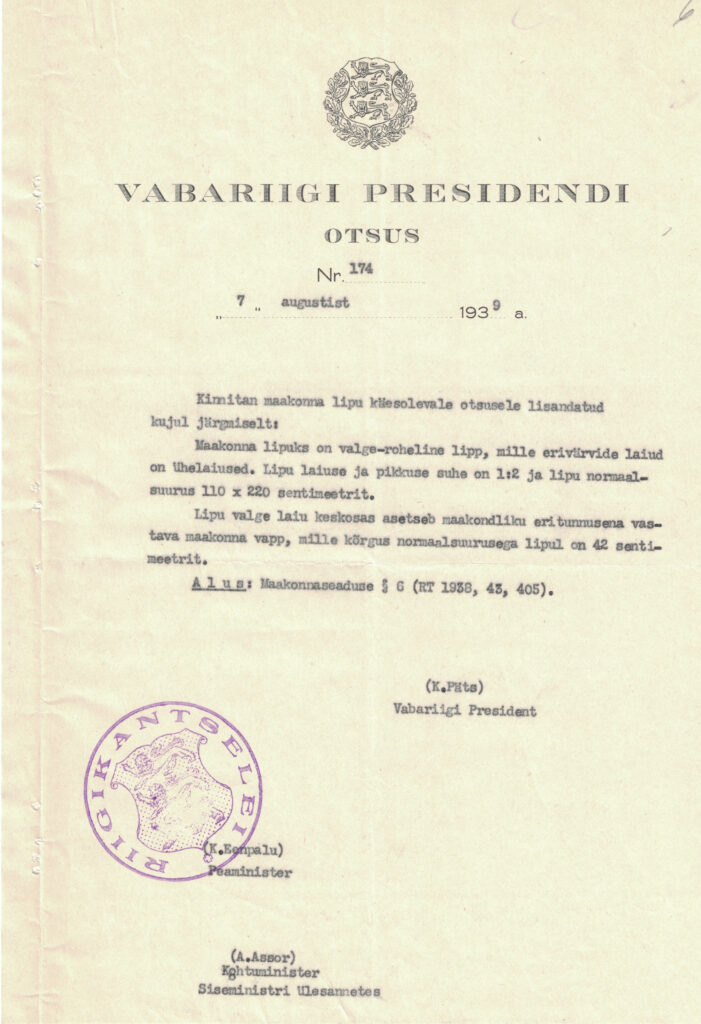 6
VABARIIGI PRESIDENDI
OTSUS
Nr. 174
„ 7 „ augustist 1939 a.
Kinnitan maakonna lipu käesolevale otsusele lisandatud
kujul järgmiselt:
Maakonna lipuks on valge-roheline lipp, mille erivärvide laiud
on ühelaiused. Lipu laiuse ja pikkuse suhe on 1:2 ja lipu normaal-
suurus 110 x 220 sentimeetrit.
Lipu valge laiu keskosas asetseb maakondliku eritunnusena vas-
tava maakonna vapp, mille kõrgus normaalsuurusega lipul on 42 senti-
meetrit.
Alus: Maakonnaseaduse § 6 (RT 1938, 43, 405).
(K.Päts)
Vabariigi President
RIIGIKANTSELEI
(K.Eenpalu)
Peaminister
(A.Assor)
Kohtuminister
Siseministri ülesannetes